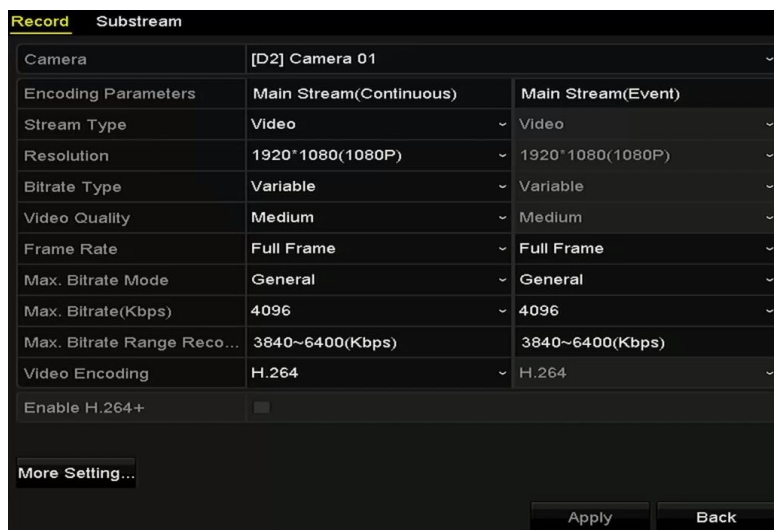 Record Substream
Camera [D2] Camera 01
Encoding Parameters Main Stream(Continuous) Main Stream(Event)
Stream Type Video Video
Resolution 1920*1080(1080P) 1920*1080(1080P)
Bitrate Type Variable Variable
Video Quality Medium Medium
Frame Rate Full Frame Full Frame
Max. Bitrate Mode General General
Max. Bitrate(Kbps) 4096 4096
Max. Bitrate Range Reco... 3840~6400(Kbps) 3840~6400(Kbps)
Video Encoding H.264 H.264
Enable H.264+
More Setting...
Apply Back